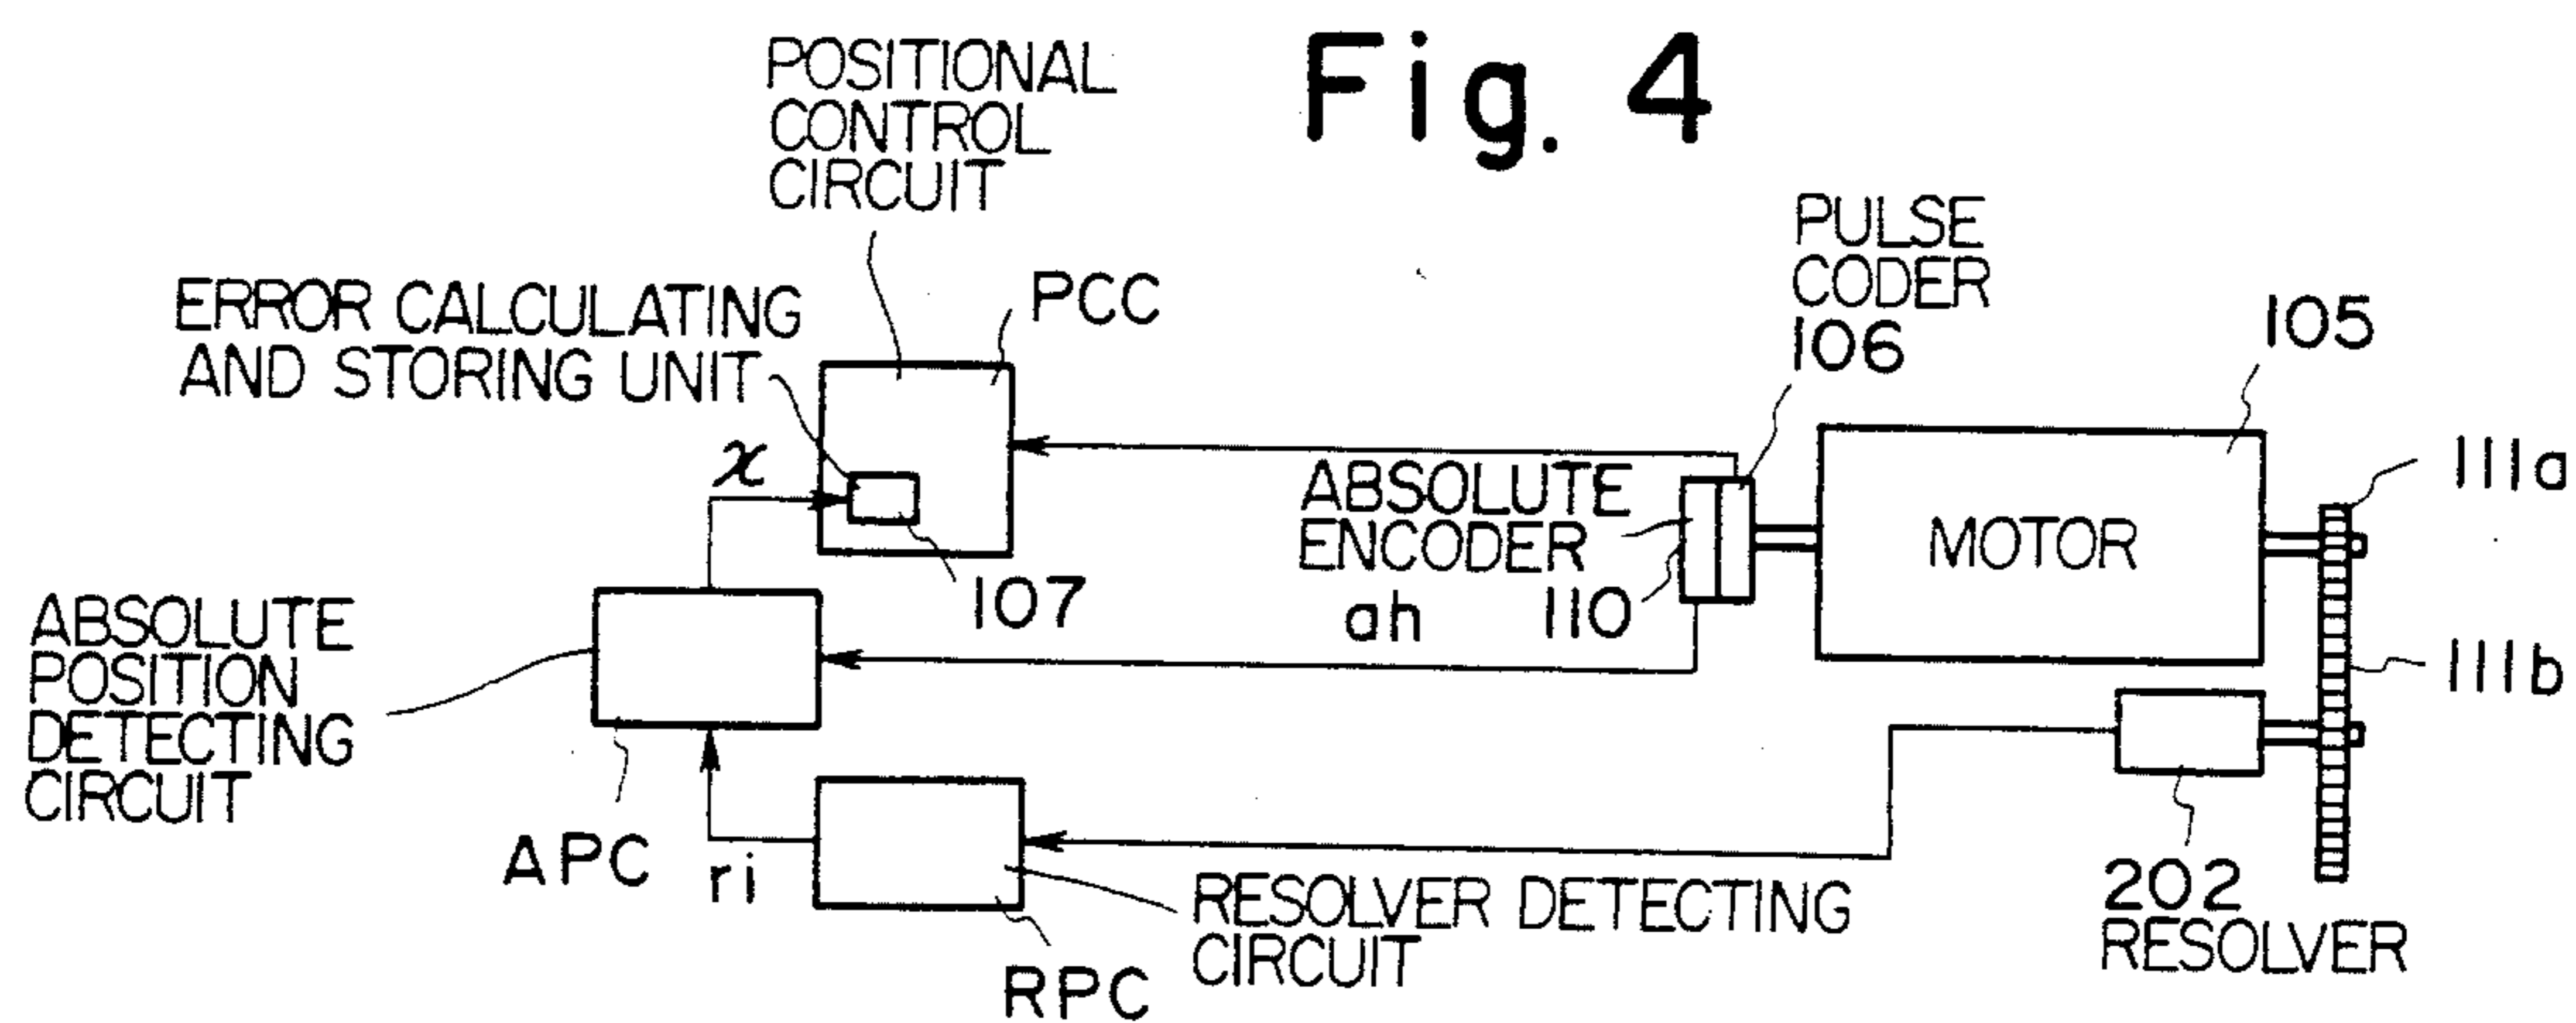 Fig. 4
POSITIONAL
CONTROL
CIRCUIT
PCC
ERROR CALCULATING
AND STORING UNIT
x
107
PULSE
CODER
106
105
ABSOLUTE
ENCODER
110
ah
MOTOR
111a
111b
ABSOLUTE
POSITION
DETECTING
CIRCUIT
APC
ri
RESOLVER DETECTING
CIRCUIT
RPC
202
RESOLVER